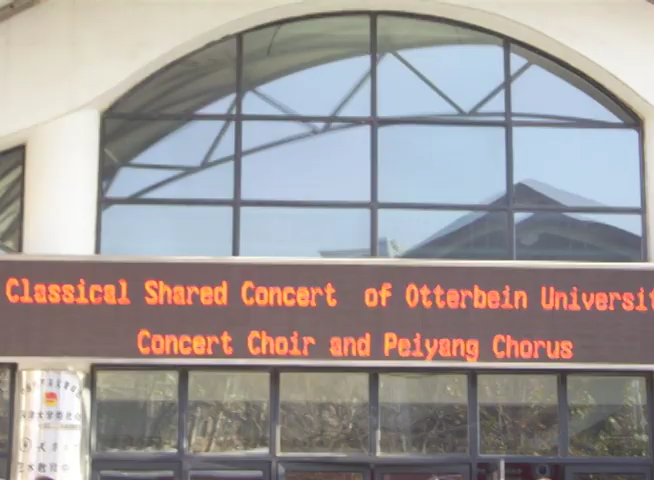 Classical Shared Concert of Otterbein Universit
Concert Choir and Peiyang Chorus